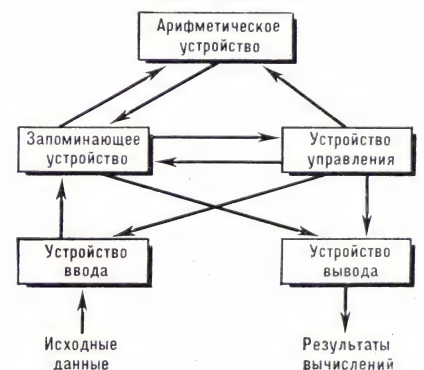 Арифметическое
устройство
Запоминающее
устройство
Устройство
управления
Устройство
ввода
Устройство
вывода
Исходные
данные
Результаты
вычислений